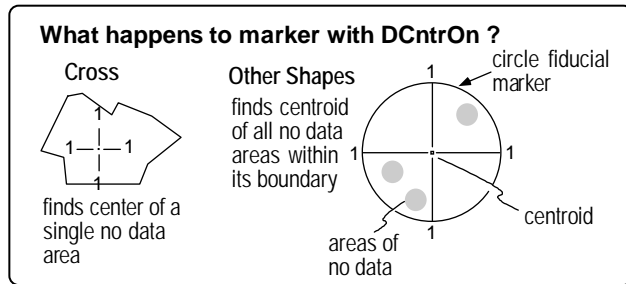 What happens to marker with DCntrOn ?
Cross
1
1
1
1
finds center of a
single no data
area
Other Shapes
finds centroid
of all no data
areas within
its boundary
1
1
1
1
circle fiducial
marker
centroid
areas of
no data